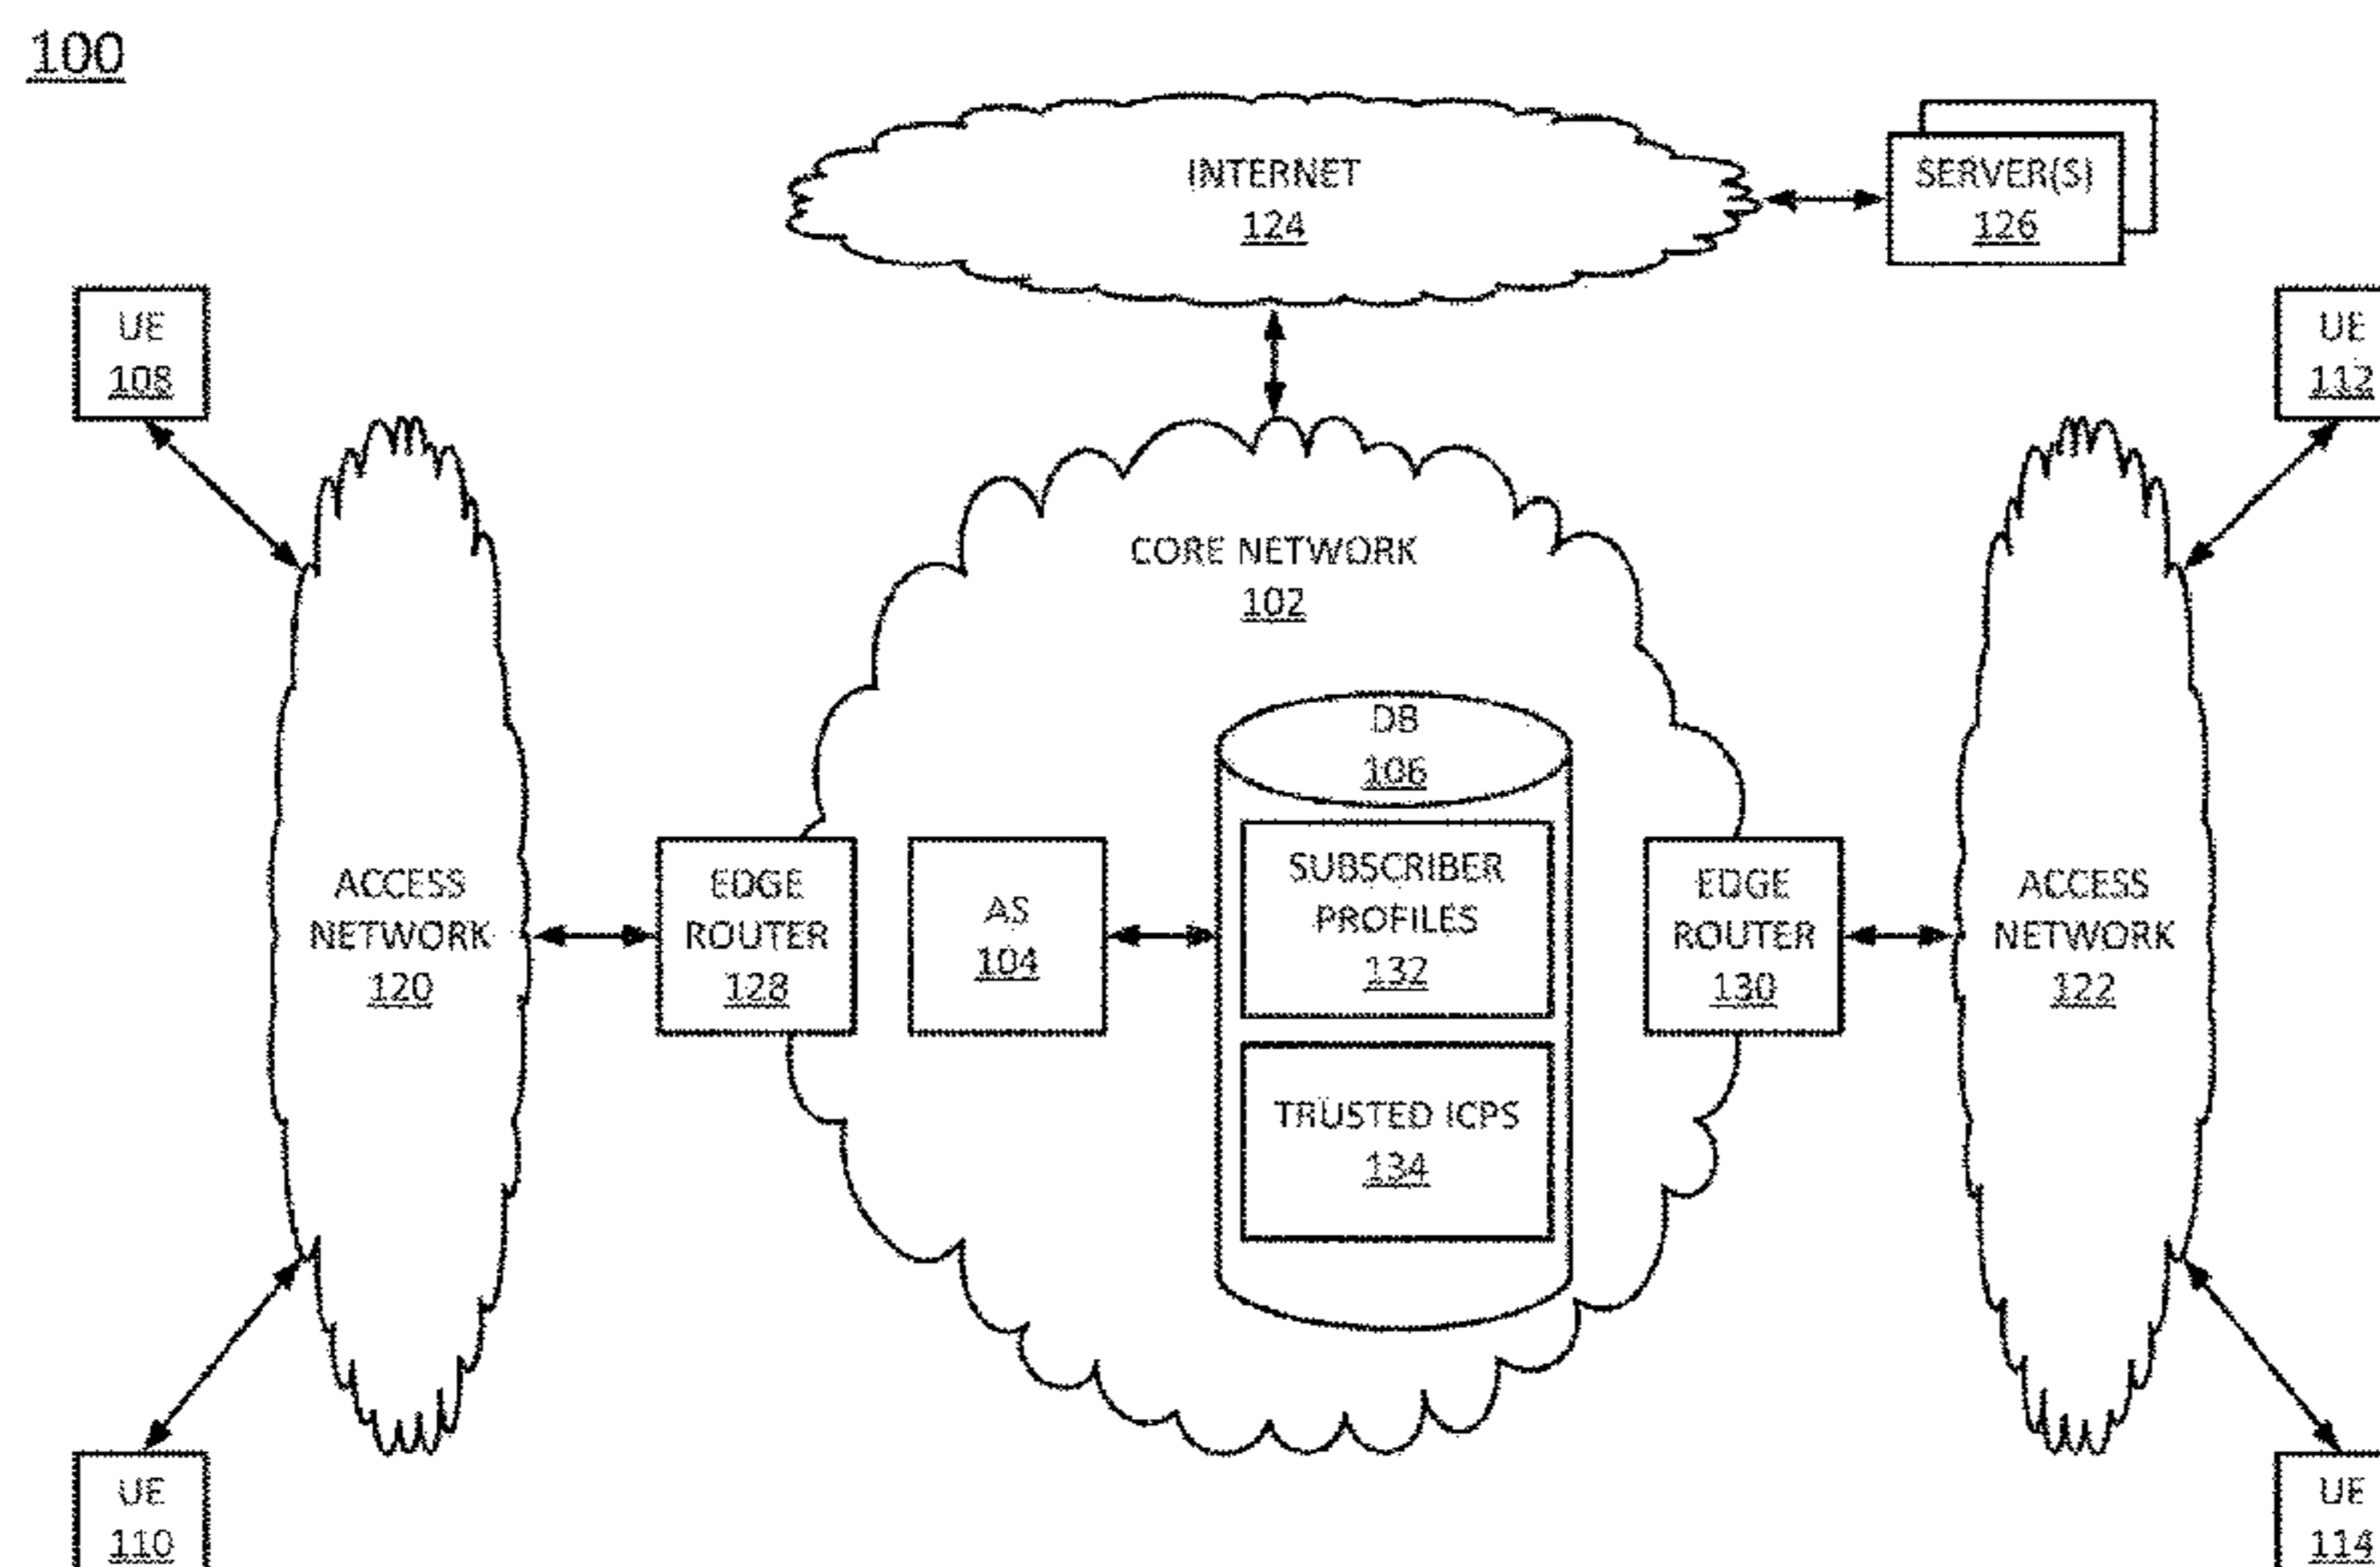 100
INTERNET
124
SERVER(S)
126
UE
108
UE
112
CORE NETWORK
102
DB
106
ACCESS
NETWORK
120
EDGE
ROUTER
128
AS
104
SUBSCRIBER
PROFILES
132
EDGE
ROUTER
130
ACCESS
NETWORK
122
TRUSTED ICPS
134
UE
110
UE
114